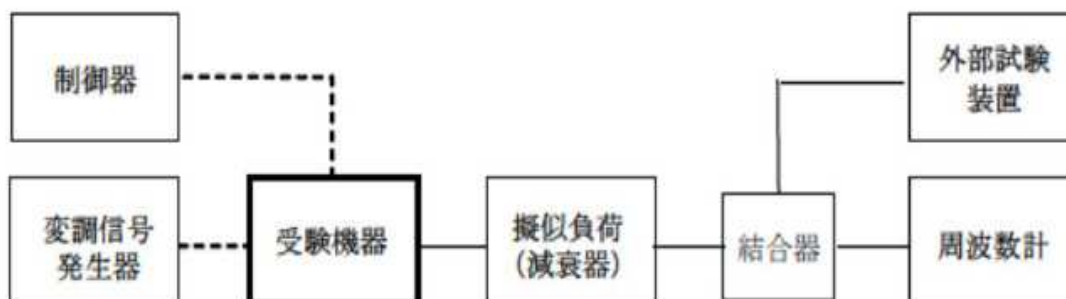 制御器
外部試験
装置
変調信号
発生器
受験機器
擬似負荷
(減衰器)
結合器
周波数計